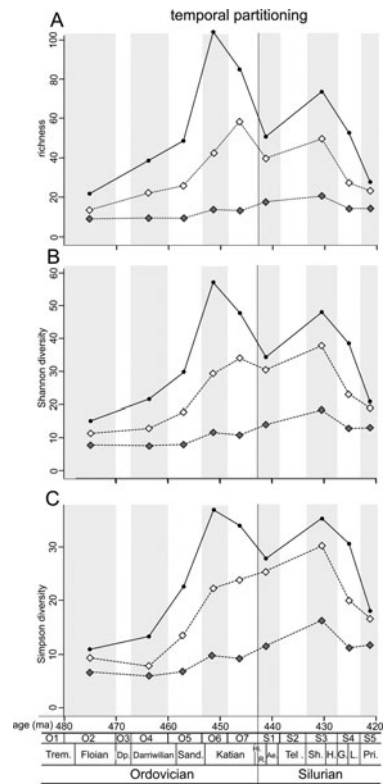 temporal partitioning
A
richness
0 20 40 60 80 100
B
Shannon diversity
0 10 20 30 40 50 60
C
Simpson diversity
0 10 20 30
age (ma) 480 470 460 450 440 430 420
O1 O2 O3 O4 O5 O6 O7 S1 S2 S3 S4 S5
Trem. Floian Dp. Darriwilian Sand. Katian Hi. R. Ae. Tel. Sh. H. G. L. Pri.
Ordovician Silurian